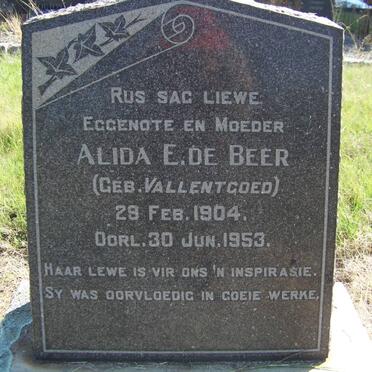 RUS SAG LIEWE
EGGENOTE EN MOEDER
ALIDA E. DE BEER
(GEB. VALLENTGOED)
29 FEB. 1904.
OORL. 30 JUN. 1953.
HAAR LEWE IS VIR ONS 'N INSPIRASIE.
SY WAS OORVLOEDIG IN GOEIE WERKE.